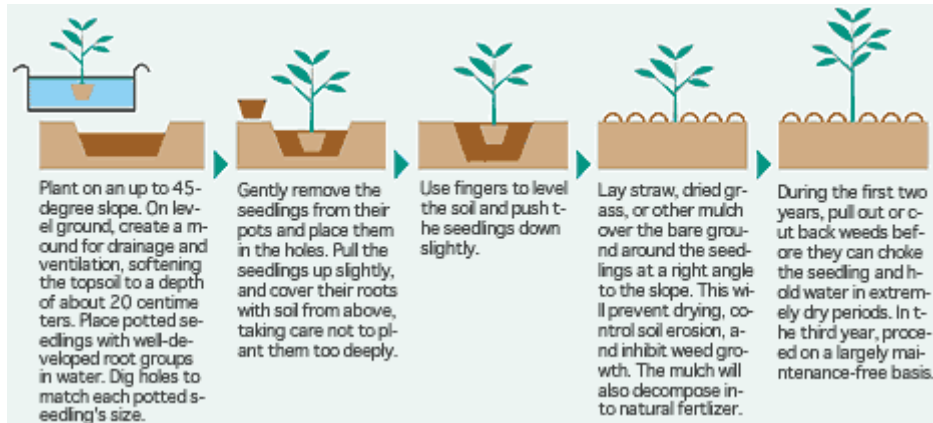 Plant on an up to 45-
degree slope. On lev-
el ground, create a m-
ound for drainage and
ventilation, softening
the topsoil to a depth
of about 20 centime
ters. Place potted se-
edlings with well-de-
veloped root groups
in water. Dig holes to
match each potted s-
eedling's size.
Gently remove the
seedlings from their
pots and place them
in the holes. Pull the
seedlings up slightly,
and cover their roots
with soil from above,
taking care not to pl-
ant them too deeply.
Use fingers to level
the soil and push t-
he seedlings down
slightly.
Lay straw, dried gr-
ass, or other mulch
over the bare grou-
nd around the seed-
lings at a right angle
to the slope. This wi-
ll prevent drying, co-
ntrol soil erosion, a-
nd inhibit weed gro-
wth. The mulch will
also decompose in-
to natural fertlizer.
During the first two
years, pull out or c-
ut back weeds bef-
ore they can choke
the seedling and h-
old water in extrem-
ely dry periods. In t-
he third year, proce-
ed on a largely mai-
ntenance-free basis.